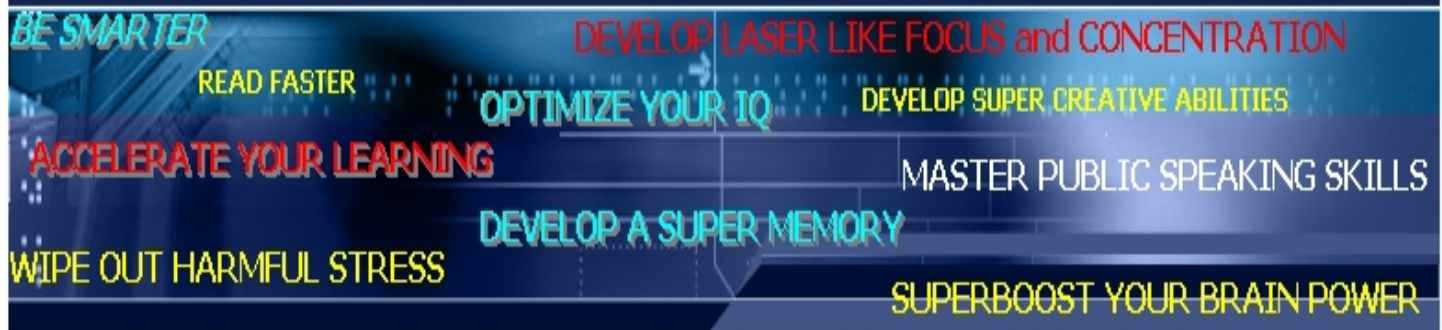 BE SMARTER
DEVELOP LASER LIKE FOCUS and CONCENTRATION
READ FASTER
OPTIMIZE YOUR IQ
DEVELOP SUPER CREATIVE ABILITIES
ACCELERATE YOUR LEARNING
MASTER PUBLIC SPEAKING SKILLS
DEVELOP A SUPER MEMORY
WIPE OUT HARMFUL STRESS
SUPERBOOST YOUR BRAIN POWER